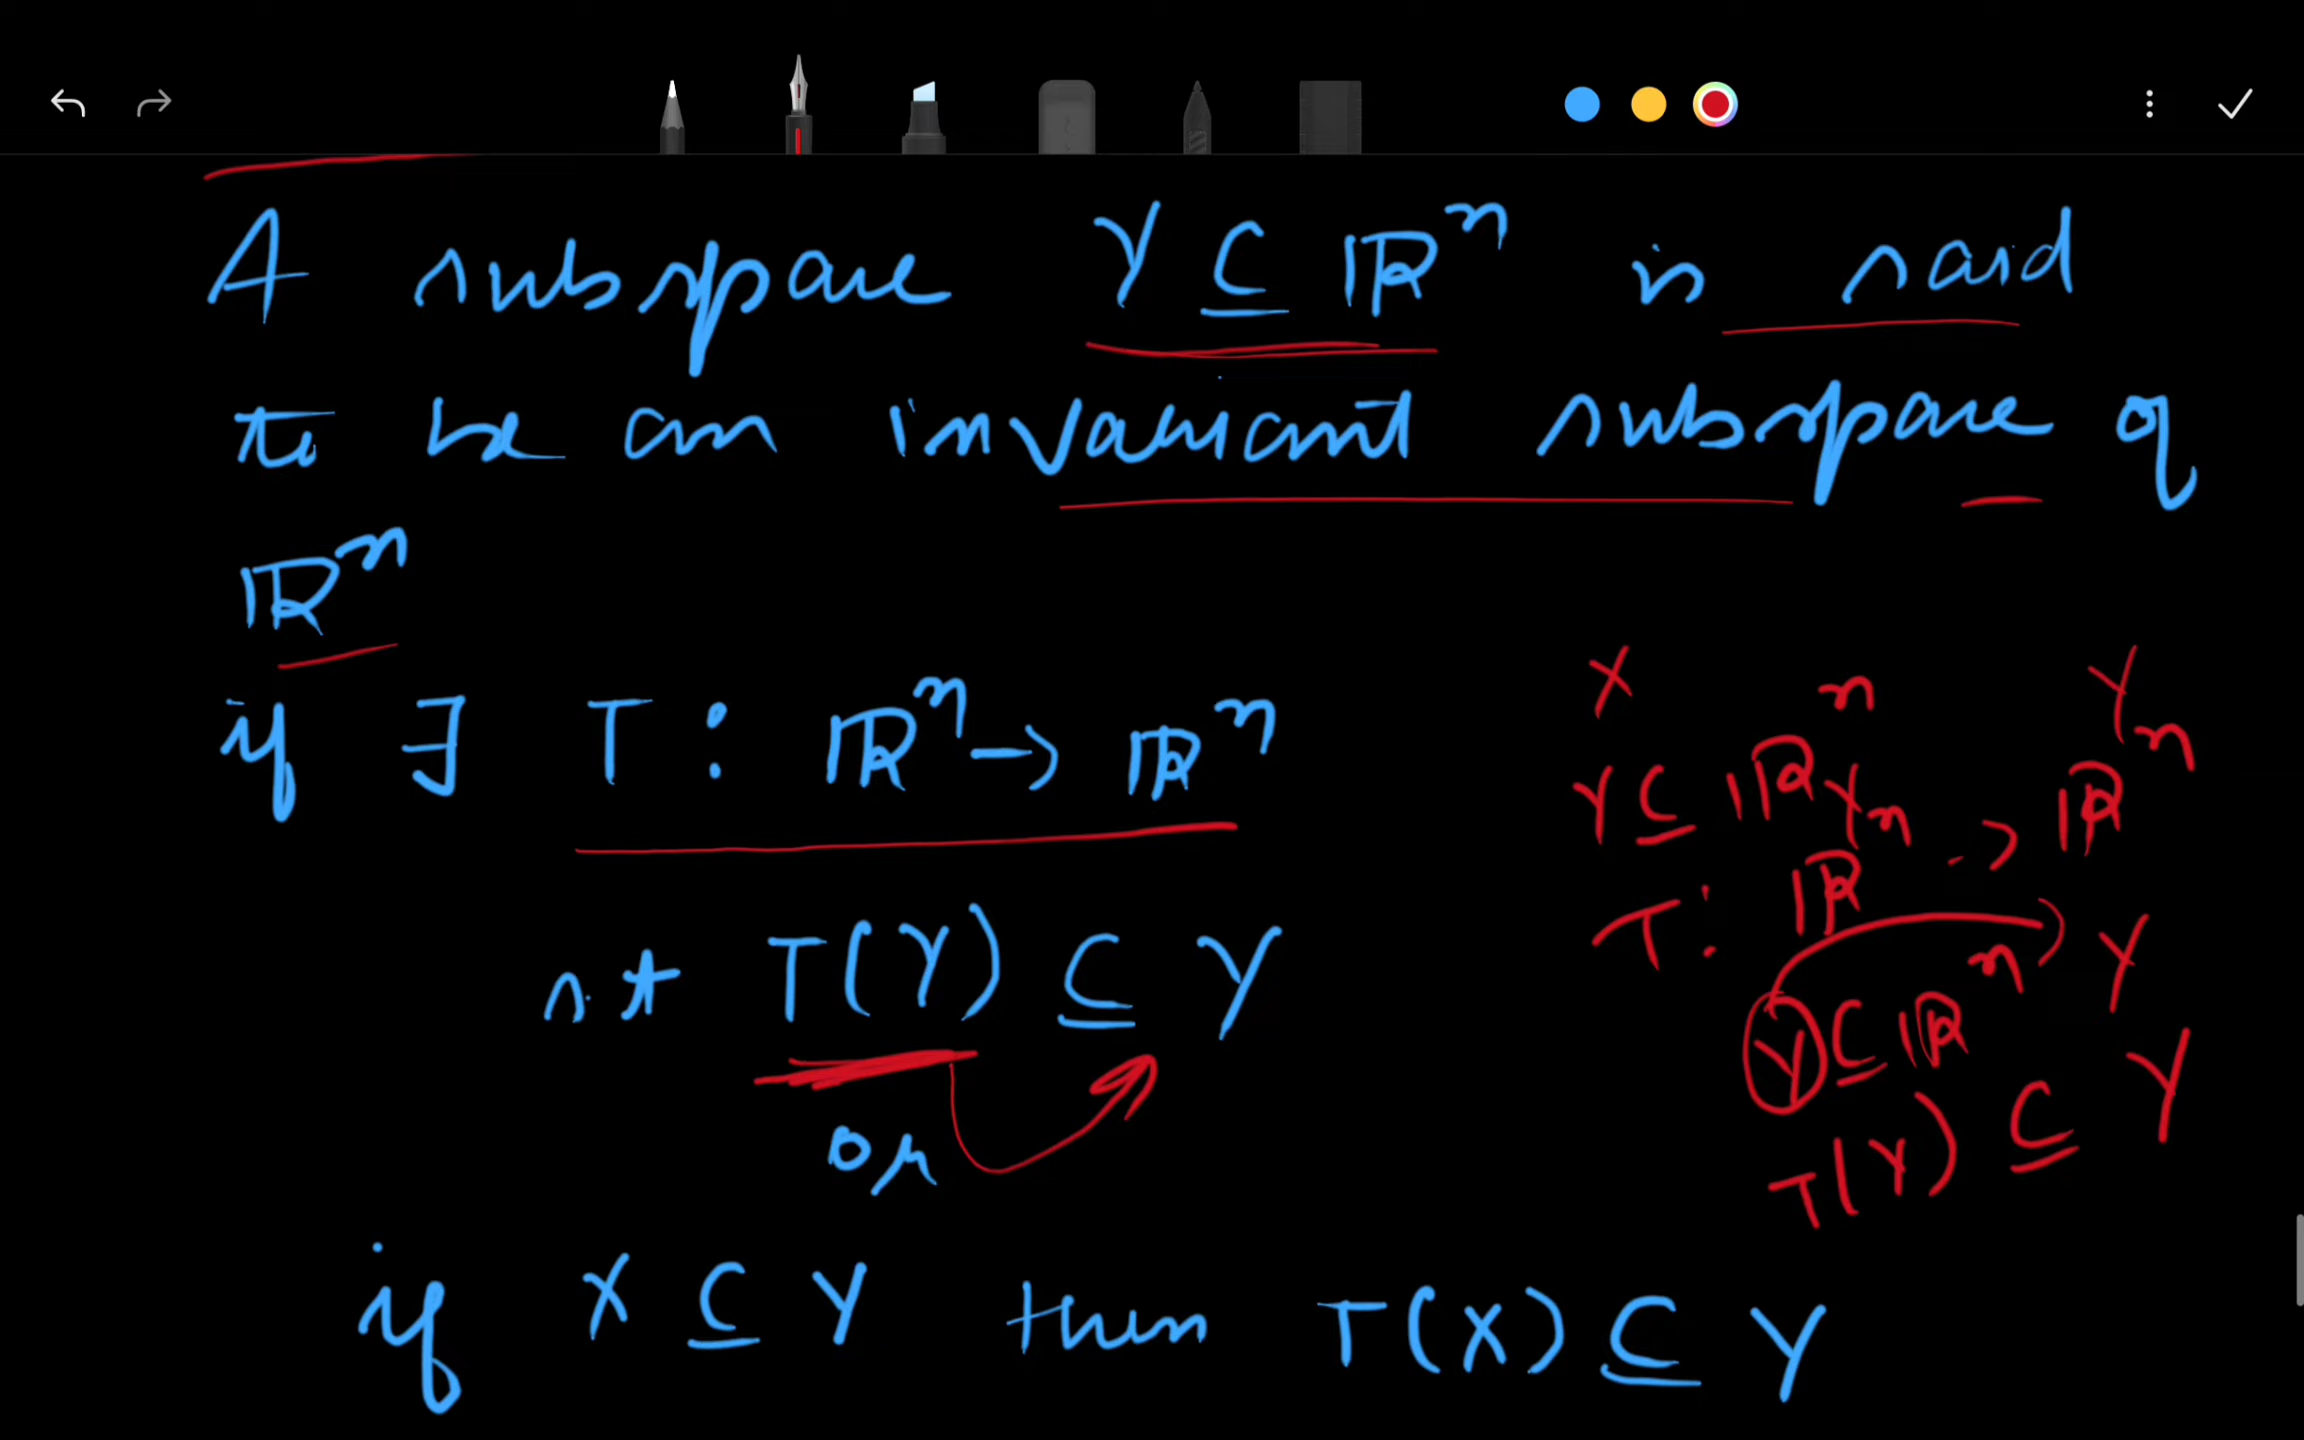 A subspace Y ⊆ ℝⁿ is said
to be an invariant subspace of
ℝⁿ
if ∃ T : ℝⁿ → ℝⁿ
s.t T(Y) ⊆ Y
or
if X ⊆ Y then T(X) ⊆ Y
X Y
Y ⊆ ℝⁿ
T : ℝⁿ → ℝⁿ
Y ⊆ ℝⁿ Y
T(Y) ⊆ Y